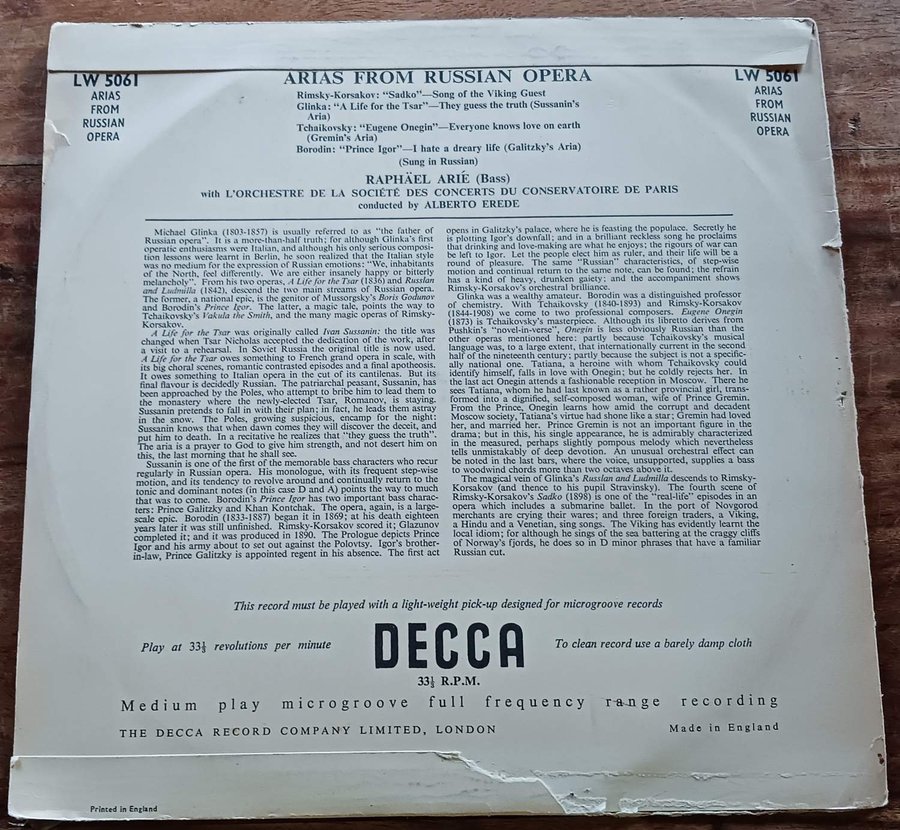 LW 5061
ARIAS
FROM
RUSSIAN
OPERA
ARIAS FROM RUSSIAN OPERA
Rimsky-Korsakov: "Sadko"—Song of the Viking Guest
Glinka: "A Life for the Tsar"—They guess the truth (Sussanin's
Aria)
Tchaikovsky: "Eugene Onegin"—Everyone knows love on earth
(Gremin's Aria)
Borodin: "Prince Igor"—I hate a dreary life (Galitzky's Aria)
(Sung in Russian)
RAPHÄEL ARIÉ (Bass)
with L'ORCHESTRE DE LA SOCIÉTÉ DES CONCERTS DU CONSERVATOIRE DE PARIS
conducted by ALBERTO EREDE
LW 5061
ARIAS
FROM
RUSSIAN
OPERA
Michael Glinka (1803-1857) is usually referred to as "the father of
Russian opera". It is a more-than-half truth; for although Glinka's first
operatic enthusiasms were Italian, and although his only serious composi-
tion lessons were learnt in Berlin, he soon realized that the Italian style
was no medium for the expression of Russian emotions: "We, inhabitants
of the North, feel differently. We are either insanely happy or bitterly
melancholy". From his two operas, A Life for the Tsar (1836) and Russlan
and Ludmilla (1842), descend the two main streams of Russian opera.
The former, a national epic, is the genitor of Mussorgsky's Boris Godunov
and Borodin's Prince Igor. The latter, a magic tale, points the way to
Tchaikovsky's Vakula the Smith, and the many magic operas of Rimsky-
Korsakov.
A Life for the Tsar was originally called Ivan Sussanin: the title was
changed when Tsar Nicholas accepted the dedication of the work, after
a visit to a rehearsal. In Soviet Russia the original title is now used.
A Life for the Tsar owes something to French grand opera in scale, with
its big choral scenes, romantic contrasted episodes and a final apotheosis.
It owes something to Italian opera in the cut of its cantilenas. But its
final flavour is decidedly Russian. The patriarchal peasant, Sussanin, has
been approached by the Poles, who attempt to bribe him to lead them to
the monastery where the newly-elected Tsar, Romanov, is staying.
Sussanin pretends to fall in with their plan; in fact, he leads them astray
in the snow. The Poles, growing suspicious, encamp for the night:
Sussanin knows that when dawn comes they will discover the deceit, and
put him to death. In a recitative he realizes that "they guess the truth".
The aria is a prayer to God to give him strength, and not desert him on
this, the last morning that he shall see.
Sussanin is one of the first of the memorable bass characters who recur
regularly in Russian opera. His monologue, with its frequent step-wise
motion, and its tendency to revolve around and continually return to the
tonic and dominant notes (in this case D and A) points the way to much
that was to come. Borodin's Prince Igor has two important bass charac-
ters: Prince Galitzky and Khan Kontchak. The opera, again, is a large-
scale epic. Borodin (1833-1887) began it in 1869; at his death eighteen
years later it was still unfinished. Rimsky-Korsakov scored it; Glazunov
completed it; and it was produced in 1890. The Prologue depicts Prince
Igor and his army about to set out against the Polovtsy. Igor's brother-
in-law, Prince Galitzky is appointed regent in his absence. The first act
opens in Galitzky's palace, where he is feasting the populace. Secretly he
is plotting Igor's downfall; and in a brilliant reckless song he proclaims
that drinking and love-making are what he enjoys; the rigours of war can
be left to Igor. Let the people elect him as ruler, and their life will be a
round of pleasure. The same "Russian" characteristics, of step-wise
motion and continual return to the same note, can be found; the refrain
has a kind of heavy, drunken gaiety; and the accompaniment shows
Rimsky-Korsakov's orchestral brilliance.
Glinka was a wealthy amateur. Borodin was a distinguished professor
of chemistry. With Tchaikovsky (1840-1893) and Rimsky-Korsakov
(1844-1908) we come to two professional composers. Eugene Onegin
(1873) is Tchaikovsky's masterpiece. Although its libretto derives from
Pushkin's "novel-in-verse", Onegin is less obviously Russian than the
other operas mentioned here: partly because Tchaikovsky's musical
language was, to a large extent, that internationally current in the second
half of the nineteenth century; partly because the subject is not a specific-
ally national one. Tatiana, a heroine with whom Tchaikovsky could
identify himself, falls in love with Onegin; but he coldly rejects her. In
the last act Onegin attends a fashionable reception in Moscow. There he
sees Tatiana, whom he had last known as a rather provincial girl, trans-
formed into a dignified, self-composed woman, wife of Prince Gremin.
From the Prince, Onegin learns how amid the corrupt and decadent
Moscow society, Tatiana's virtue had shone like a star; Gremin had loved
her, and married her. Prince Gremin is not an important figure in the
drama; but in this, his single appearance, he is admirably characterized
in the measured, perhaps slightly pompous melody which nevertheless
tells unmistakably of deep devotion. An unusual orchestral effect can
be noted in the last bars, where the voice, unsupported, supplies a bass
to woodwind chords more than two octaves above it.
The magical vein of Glinka's Russlan and Ludmilla descends to Rimsky-
Korsakov (and thence to his pupil Stravinsky). The fourth scene of
Rimsky-Korsakov's Sadko (1898) is one of the "real-life" episodes in an
opera which includes a submarine ballet. In the port of Novgorod
merchants are crying their wares; and three foreign traders, a Viking,
a Hindu and a Venetian, sing songs. The Viking has evidently learnt the
local idiom; for although he sings of the sea battering at the craggy cliffs
of Norway's fjords, he does so in D minor phrases that have a familiar
Russian cut.
This record must be played with a light-weight pick-up designed for microgroove records
Play at 33⅓ revolutions per minute
DECCA
To clean record use a barely damp cloth
33⅓ R.P.M.
Medium play microgroove full frequency range recording
THE DECCA RECORD COMPANY LIMITED, LONDON
Made in England
Printed in England